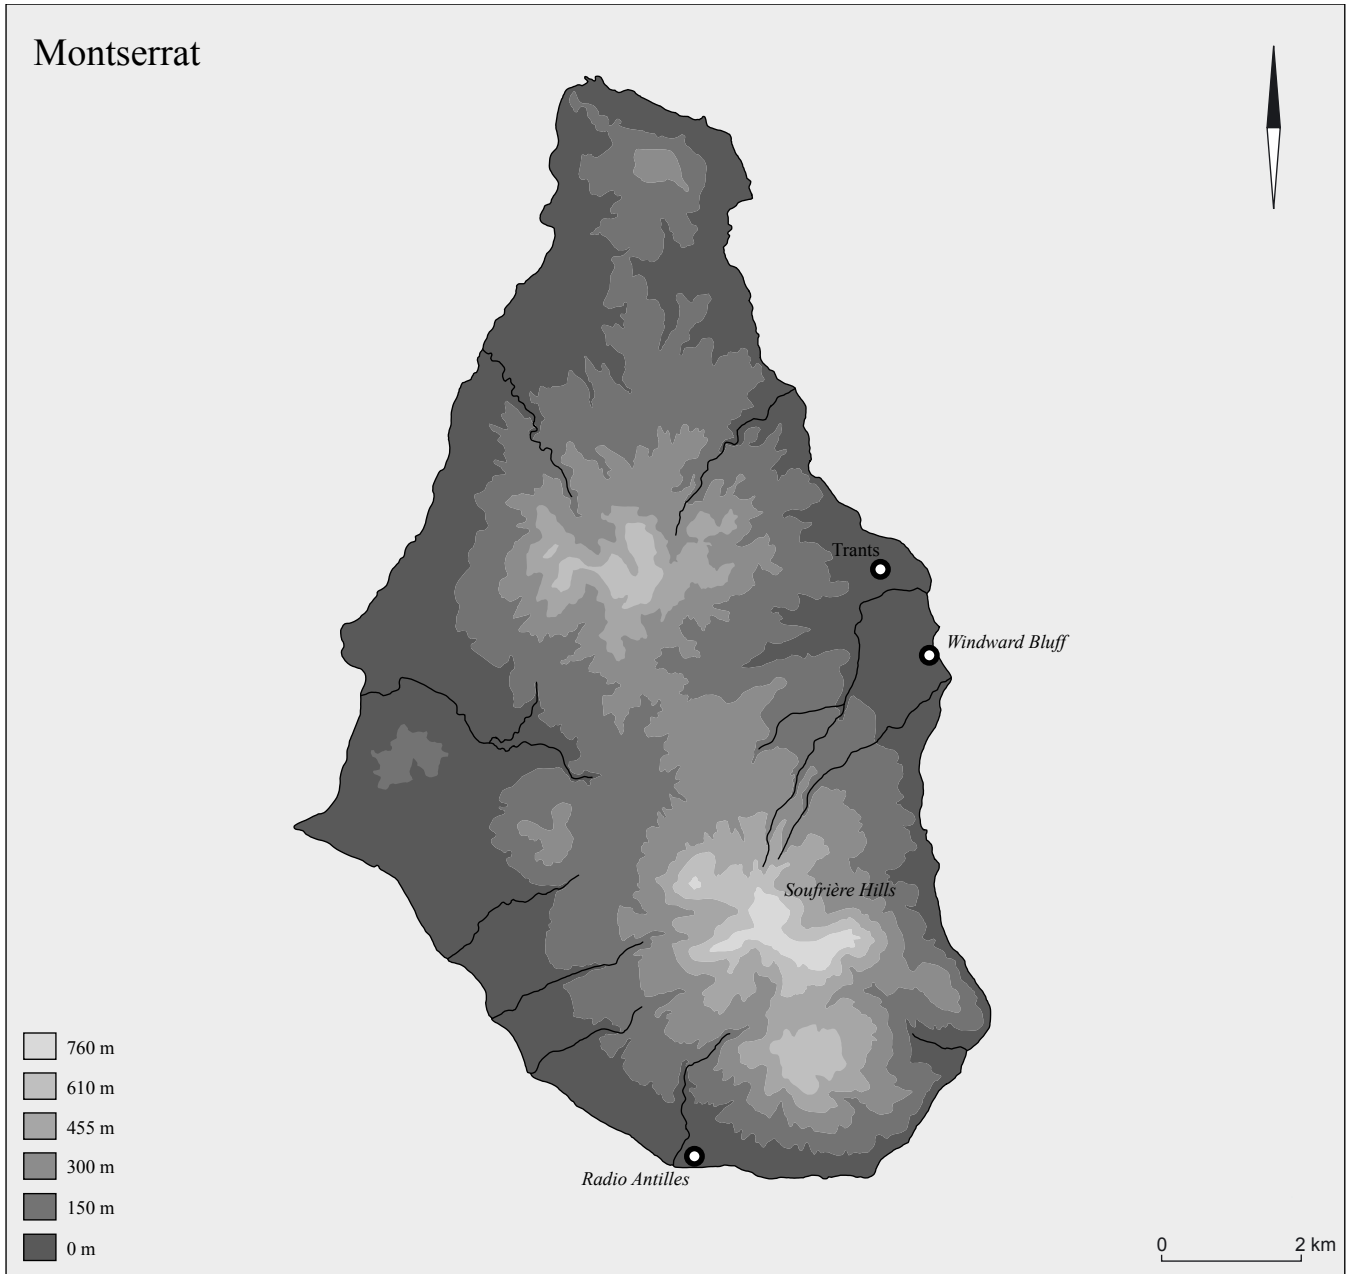 Montserrat
Trants
Windward Bluff
Soufrière Hills
760 m
610 m
455 m
300 m
150 m
0 m
Radio Antilles
0 2 km